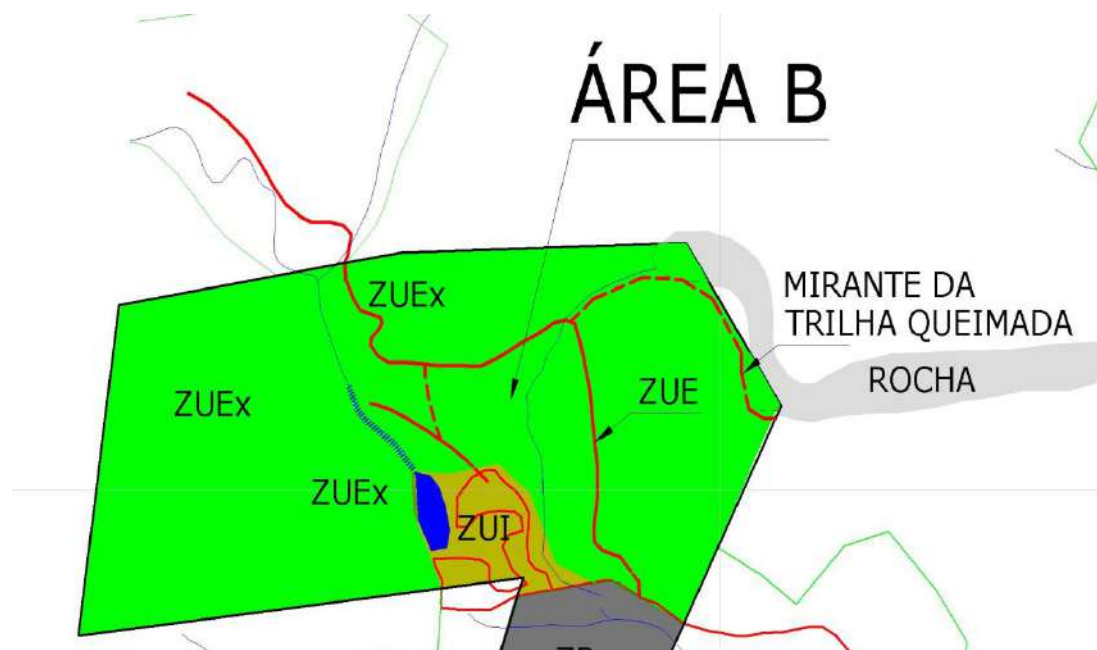 ÁREA B
ZUEx
MIRANTE DA
TRILHA QUEIMADA
ROCHA
ZUEx
ZUE
ZUEx
ZUI